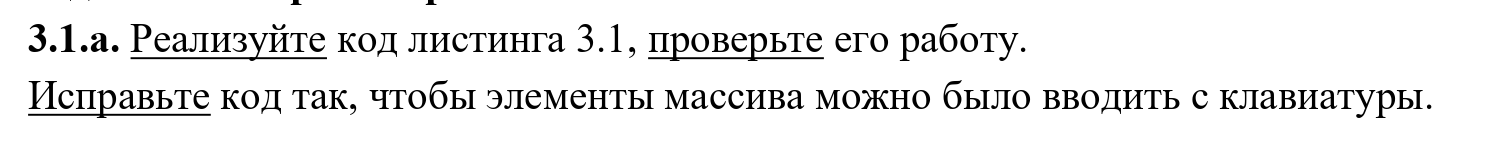 3.1.а. Реализуйте код листинга 3.1, проверьте его работу.
Исправьте код так, чтобы элементы массива можно было вводить с клавиатуры.